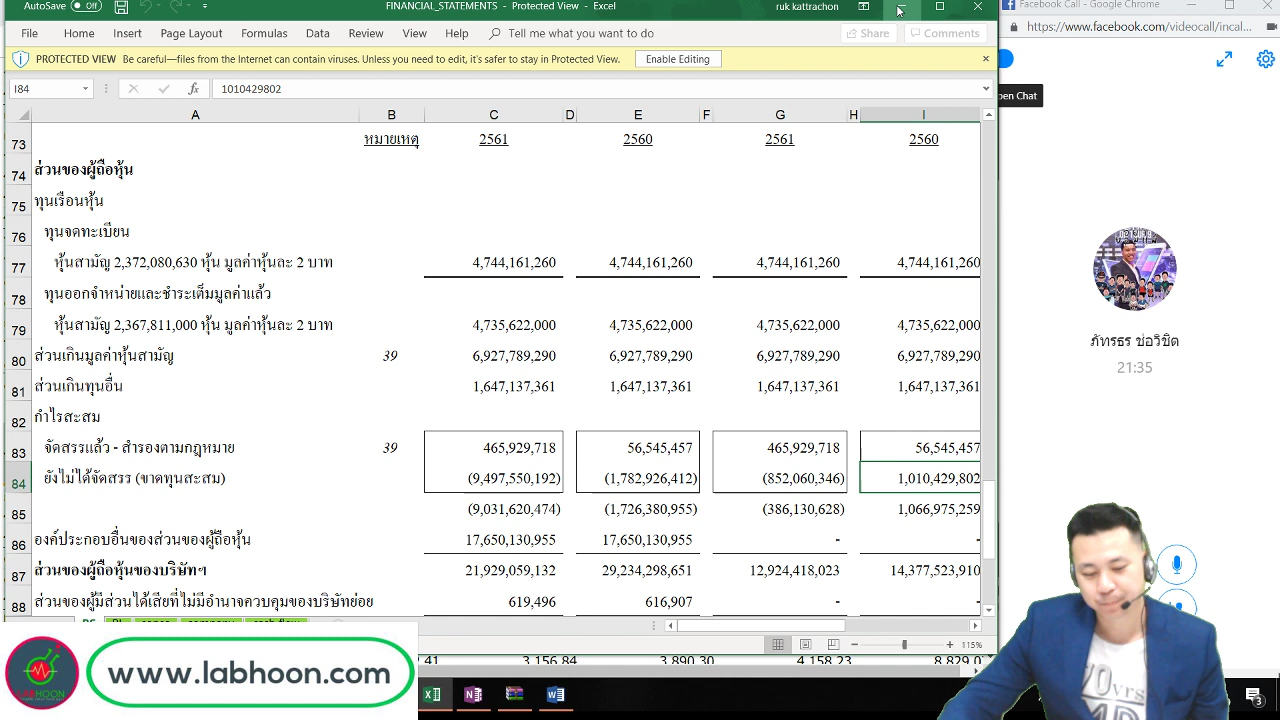 AutoSave Off FINANCIAL_STATEMENTS - Protected View - Excel ruk kattrachon
Facebook Call - Google Chrome
File Home Insert Page Layout Formulas Data Review View Help Tell me what you want to do Share Comments
https://www.facebook.com/videocall/incal...
PROTECTED VIEW Be careful—files from the Internet can contain viruses. Unless you need to edit, it's safer to stay in Protected View. Enable Editing
I84 fx 1010429802
Chat
A B C D E F G H I
73 หมายเหตุ 2561 2560 2561 2560
74 ส่วนของผู้ถือหุ้น
75 ทุนเรือนหุ้น
76 ทุนจดทะเบียน
77 หุ้นสามัญ 2,372,080,630 หุ้น มูลค่าหุ้นละ 2 บาท 4,744,161,260 4,744,161,260 4,744,161,260 4,744,161,260
78 ทุนออกจำหน่ายและชำระเต็มมูลค่าแล้ว
79 หุ้นสามัญ 2,367,811,000 หุ้น มูลค่าหุ้นละ 2 บาท 4,735,622,000 4,735,622,000 4,735,622,000 4,735,622,000
80 ส่วนเกินมูลค่าหุ้นสามัญ 39 6,927,789,290 6,927,789,290 6,927,789,290 6,927,789,290
81 ส่วนเกินทุนอื่น 1,647,137,361 1,647,137,361 1,647,137,361 1,647,137,361
82 กำไรสะสม
83 จัดสรรแล้ว - สำรองตามกฎหมาย 39 465,929,718 56,545,457 465,929,718 56,545,457
84 ยังไม่ได้จัดสรร (ขาดทุนสะสม) (9,497,550,192) (1,782,926,412) (852,060,346) 1,010,429,802
85 (9,031,620,474) (1,726,380,955) (386,130,628) 1,066,975,259
86 องค์ประกอบอื่นของส่วนของผู้ถือหุ้น 17,650,130,955 17,650,130,955 - -
87 ส่วนของผู้ถือหุ้นของบริษัทฯ 21,929,059,132 29,234,298,651 12,924,418,023 14,377,523,910
88 ส่วนของผู้มีส่วนได้เสียที่ไม่มีอำนาจควบคุมของบริษัทย่อย 619,496 616,907 - -
ภัทรธร ช่อวิชิต
21:35
115%
41 3,156.84 3,890.30 4,158.23
LABHOON
www.labhoon.com
3